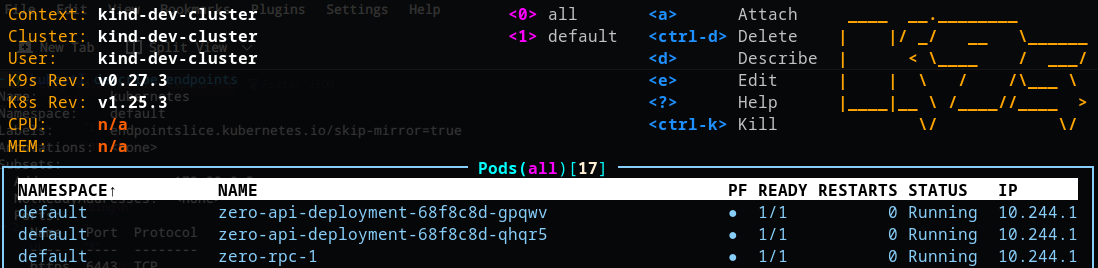 Context: kind-dev-cluster <0> all <a> Attach
Cluster: kind-dev-cluster <1> default <ctrl-d> Delete
User: kind-dev-cluster <d> Describe
K9s Rev: v0.27.3 <e> Edit
K8s Rev: v1.25.3 <?> Help
CPU: n/a <ctrl-k> Kill
MEM: n/a
Pods(all)[17]
NAMESPACE↑ NAME PF READY RESTARTS STATUS IP
default zero-api-deployment-68f8c8d-gpqwv ● 1/1 0 Running 10.244.1
default zero-api-deployment-68f8c8d-qhqr5 ● 1/1 0 Running 10.244.1
default zero-rpc-1 ● 1/1 0 Running 10.244.1